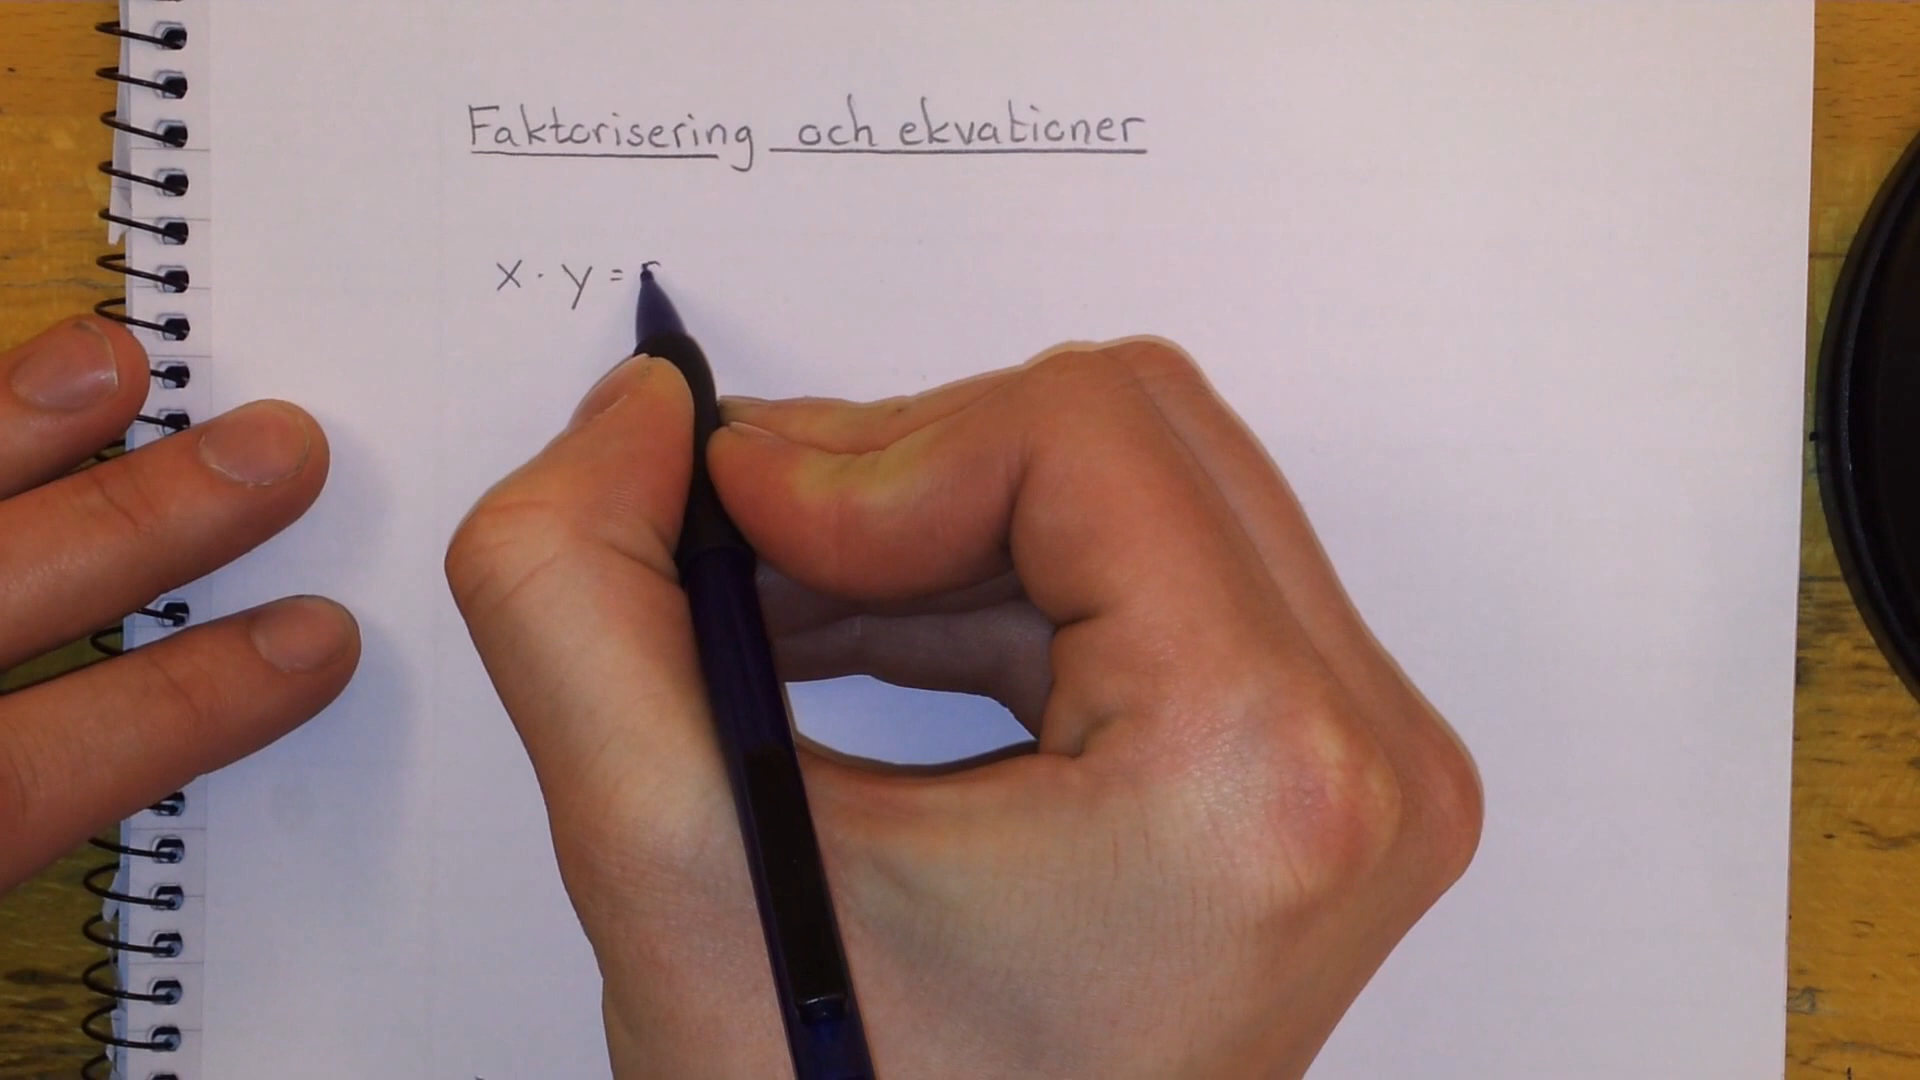 Faktorisering och ekvationer
x · y =